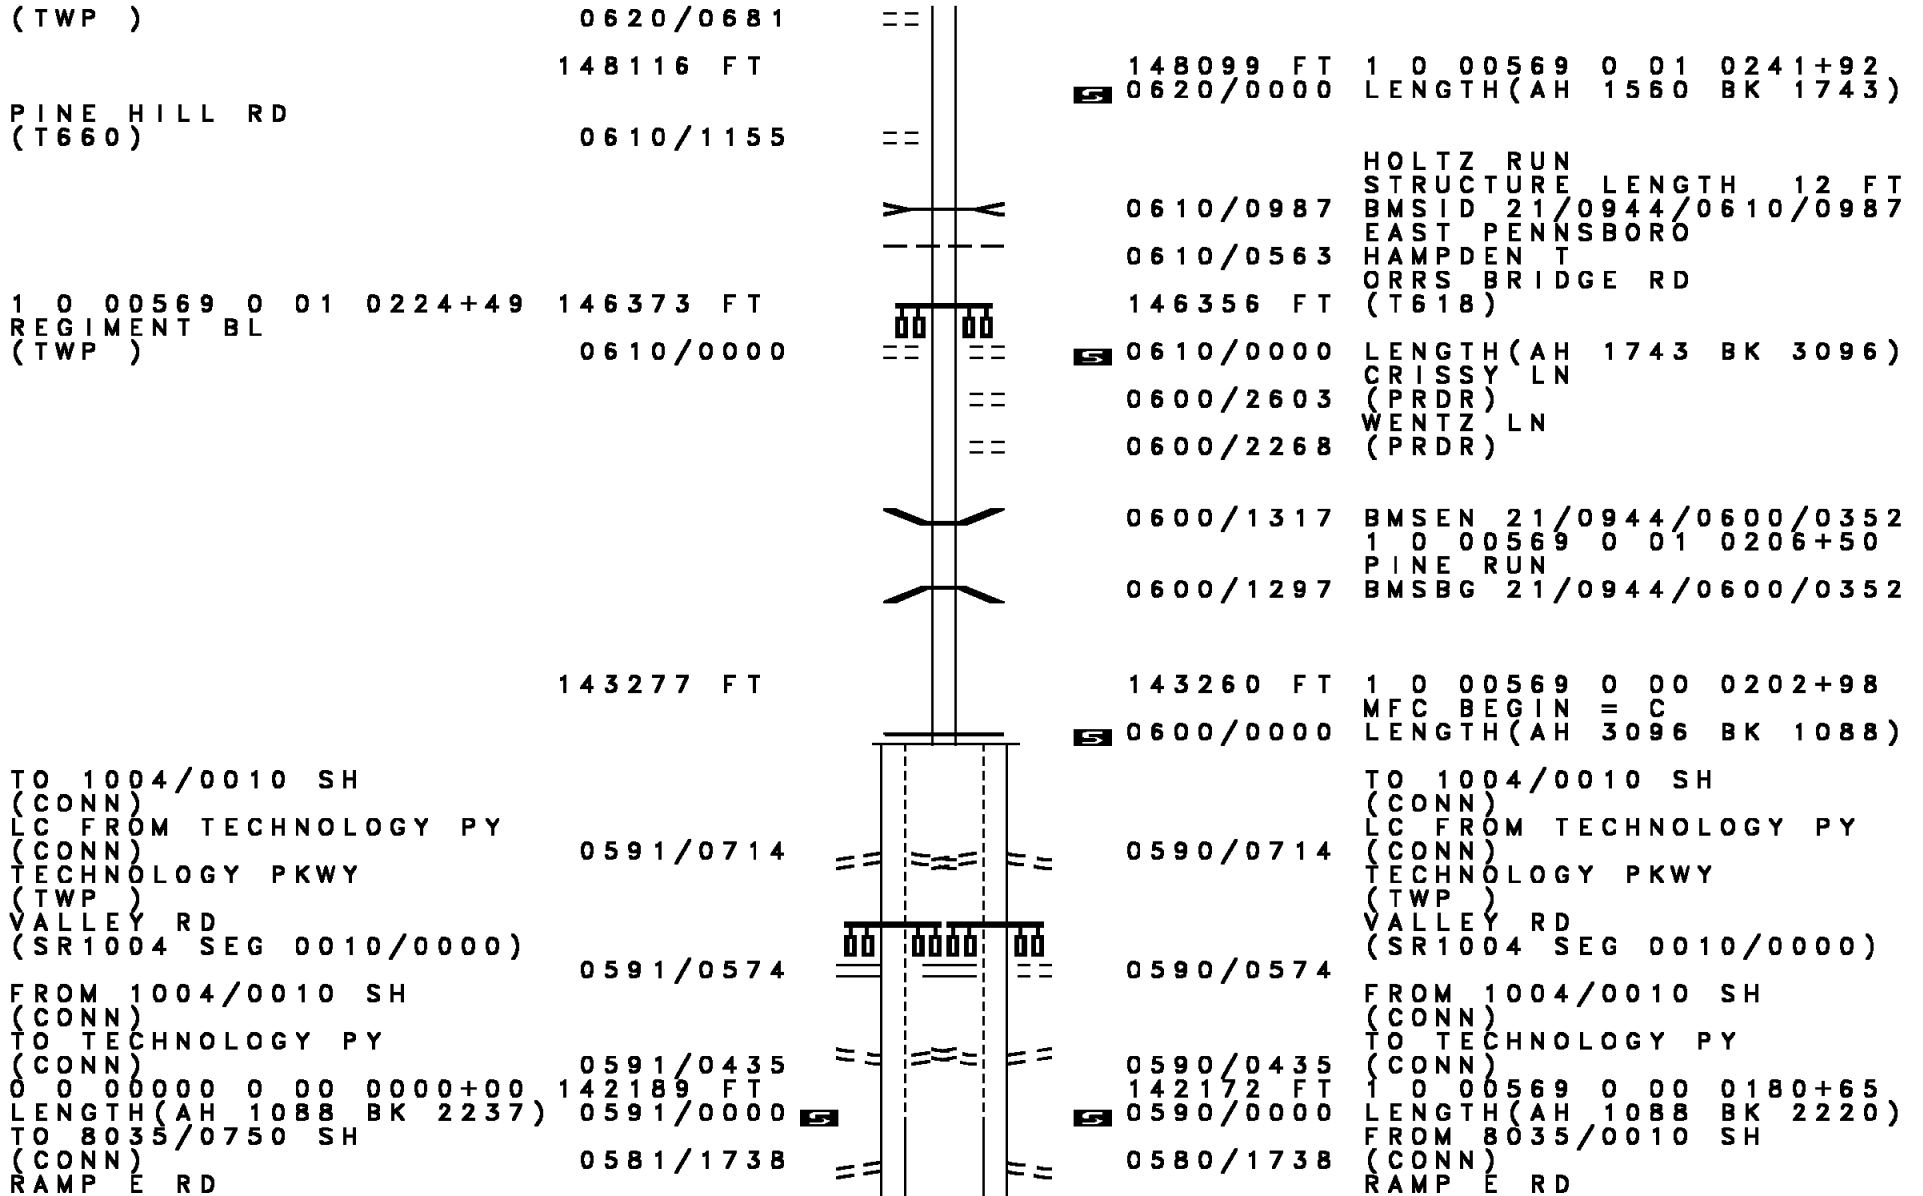 (TWP ) 0620/0681
148116 FT 148099 FT 1 0 00569 0 01 0241+92
S 0620/0000 LENGTH(AH 1560 BK 1743)
PINE HILL RD
(T660) 0610/1155
HOLTZ RUN
STRUCTURE LENGTH 12 FT
0610/0987 BMSID 21/0944/0610/0987
EAST PENNSBORO
0610/0563 HAMPDEN T
ORRS BRIDGE RD
1 0 00569 0 01 0224+49 146373 FT 146356 FT (T618)
REGIMENT BL
(TWP ) 0610/0000 S 0610/0000 LENGTH(AH 1743 BK 3096)
CRISSY LN
0600/2603 (PRDR)
WENTZ LN
0600/2268 (PRDR)
0600/1317 BMSEN 21/0944/0600/0352
1 0 00569 0 01 0206+50
PINE RUN
0600/1297 BMSBG 21/0944/0600/0352
143277 FT 143260 FT 1 0 00569 0 00 0202+98
MFC BEGIN = C
S 0600/0000 LENGTH(AH 3096 BK 1088)
TO 1004/0010 SH TO 1004/0010 SH
(CONN) (CONN)
LC FROM TECHNOLOGY PY LC FROM TECHNOLOGY PY
(CONN) 0591/0714 0590/0714 (CONN)
TECHNOLOGY PKWY TECHNOLOGY PKWY
(TWP ) (TWP )
VALLEY RD VALLEY RD
(SR1004 SEG 0010/0000) (SR1004 SEG 0010/0000)
0591/0574 0590/0574
FROM 1004/0010 SH FROM 1004/0010 SH
(CONN) (CONN)
TO TECHNOLOGY PY TO TECHNOLOGY PY
(CONN) 0591/0435 0590/0435 (CONN)
0 0 00000 0 00 0000+00 142189 FT 142172 FT 1 0 00569 0 00 0180+65
LENGTH(AH 1088 BK 2237) 0591/0000 S S 0590/0000 LENGTH(AH 1088 BK 2220)
TO 8035/0750 SH FROM 8035/0010 SH
(CONN) 0581/1738 0580/1738 (CONN)
RAMP E RD RAMP E RD